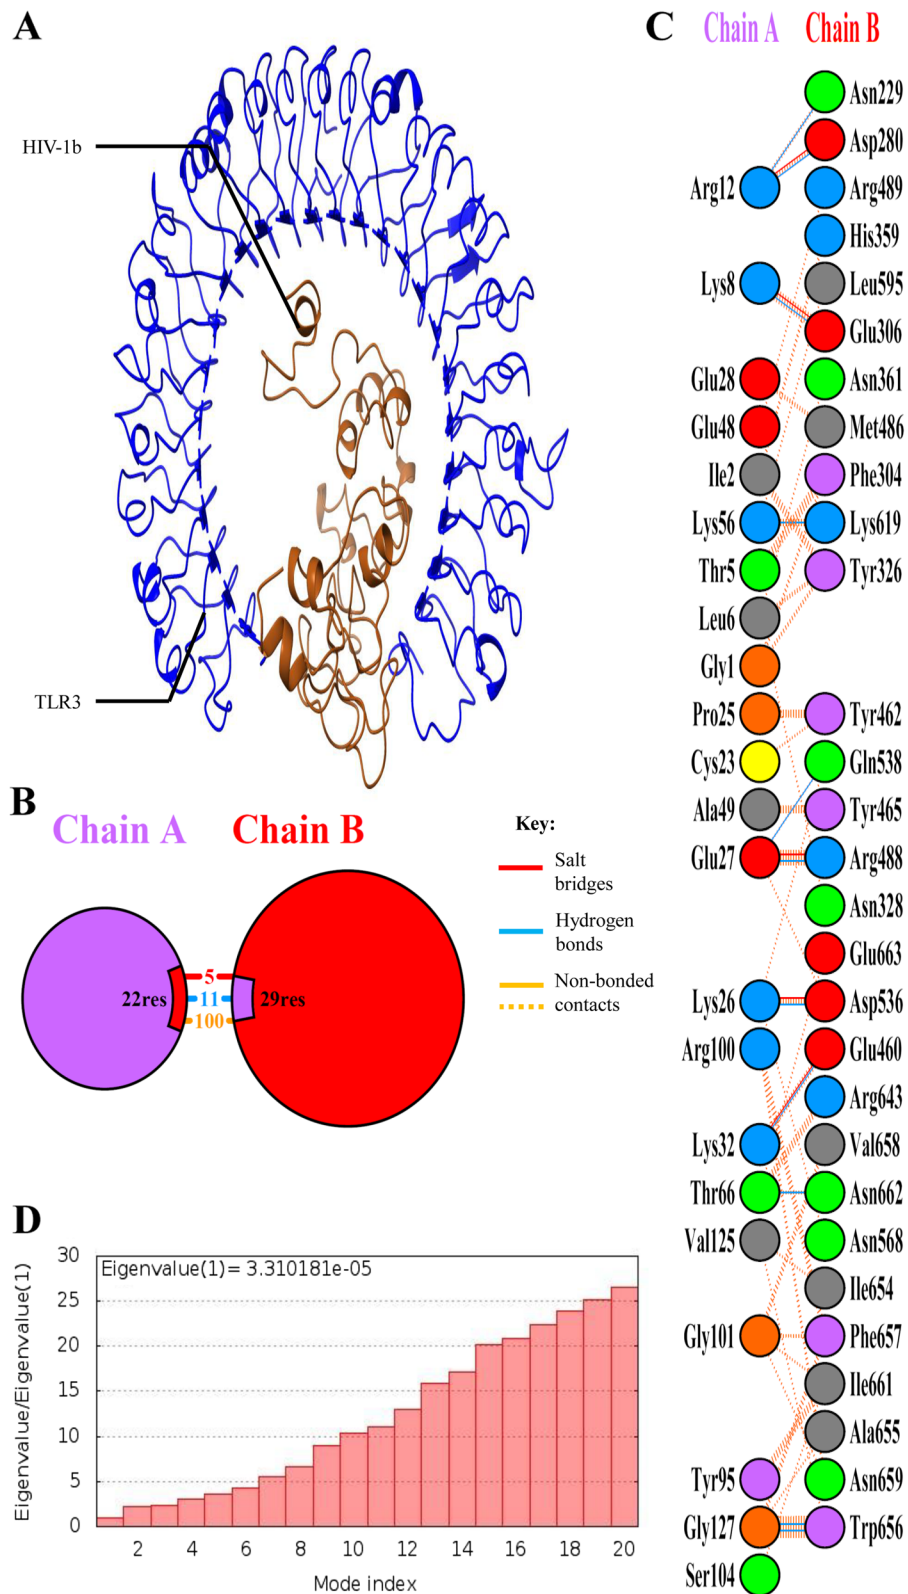 A
HIV-1b
TLR3
B
Chain A
Chain B
22res
5
11
100
29res
Key:
Salt
bridges
Hydrogen
bonds
Non-bonded
contacts
C
Chain A
Chain B
Asn229
Asp280
Arg12
Arg489
His359
Lys8
Leu595
Glu306
Glu28
Asn361
Glu48
Met486
Ile2
Phe304
Lys56
Lys619
Thr5
Tyr326
Leu6
Gly1
Pro25
Tyr462
Cys23
Gln538
Ala49
Tyr465
Glu27
Arg488
Asn328
Glu663
Lys26
Asp536
Arg100
Glu460
Arg643
Lys32
Val658
Thr66
Asn662
Val125
Asn568
Ile654
Gly101
Phe657
Ile661
Ala655
Tyr95
Asn659
Gly127
Trp656
Ser104
D
Eigenvalue(1)= 3.310181e-05
Eigenvalue/Eigenvalue(1)
30
25
20
15
10
5
0
2 4 6 8 10 12 14 16 18 20
Mode index